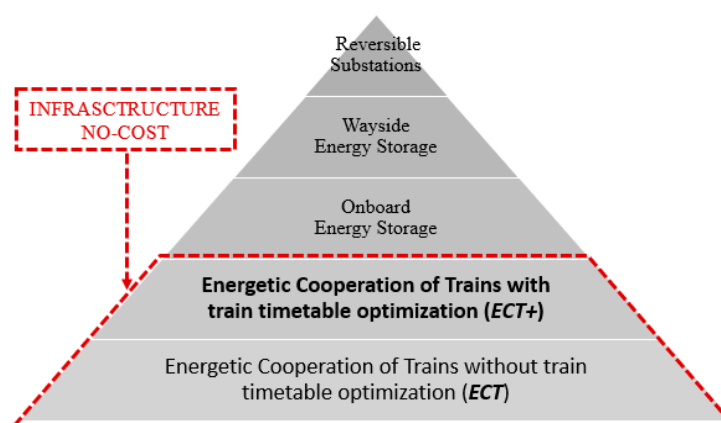 Reversible
Substations
INFRASCTRUCTURE
NO-COST
Wayside
Energy Storage
Onboard
Energy Storage
Energetic Cooperation of Trains with
train timetable optimization (ECT+)
Energetic Cooperation of Trains without train
timetable optimization (ECT)